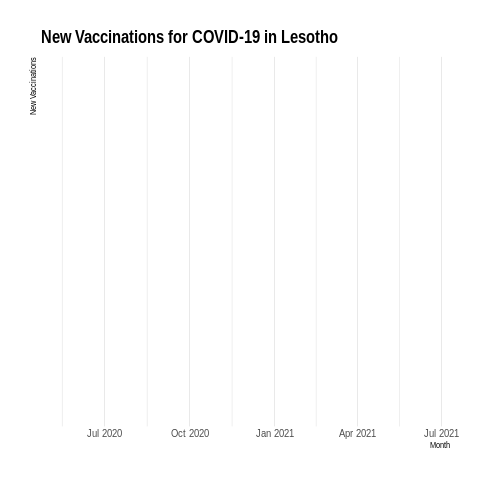 New Vaccinations for COVID-19 in Lesotho
New Vaccinations
Jul 2020 Oct 2020 Jan 2021 Apr 2021 Jul 2021
Month